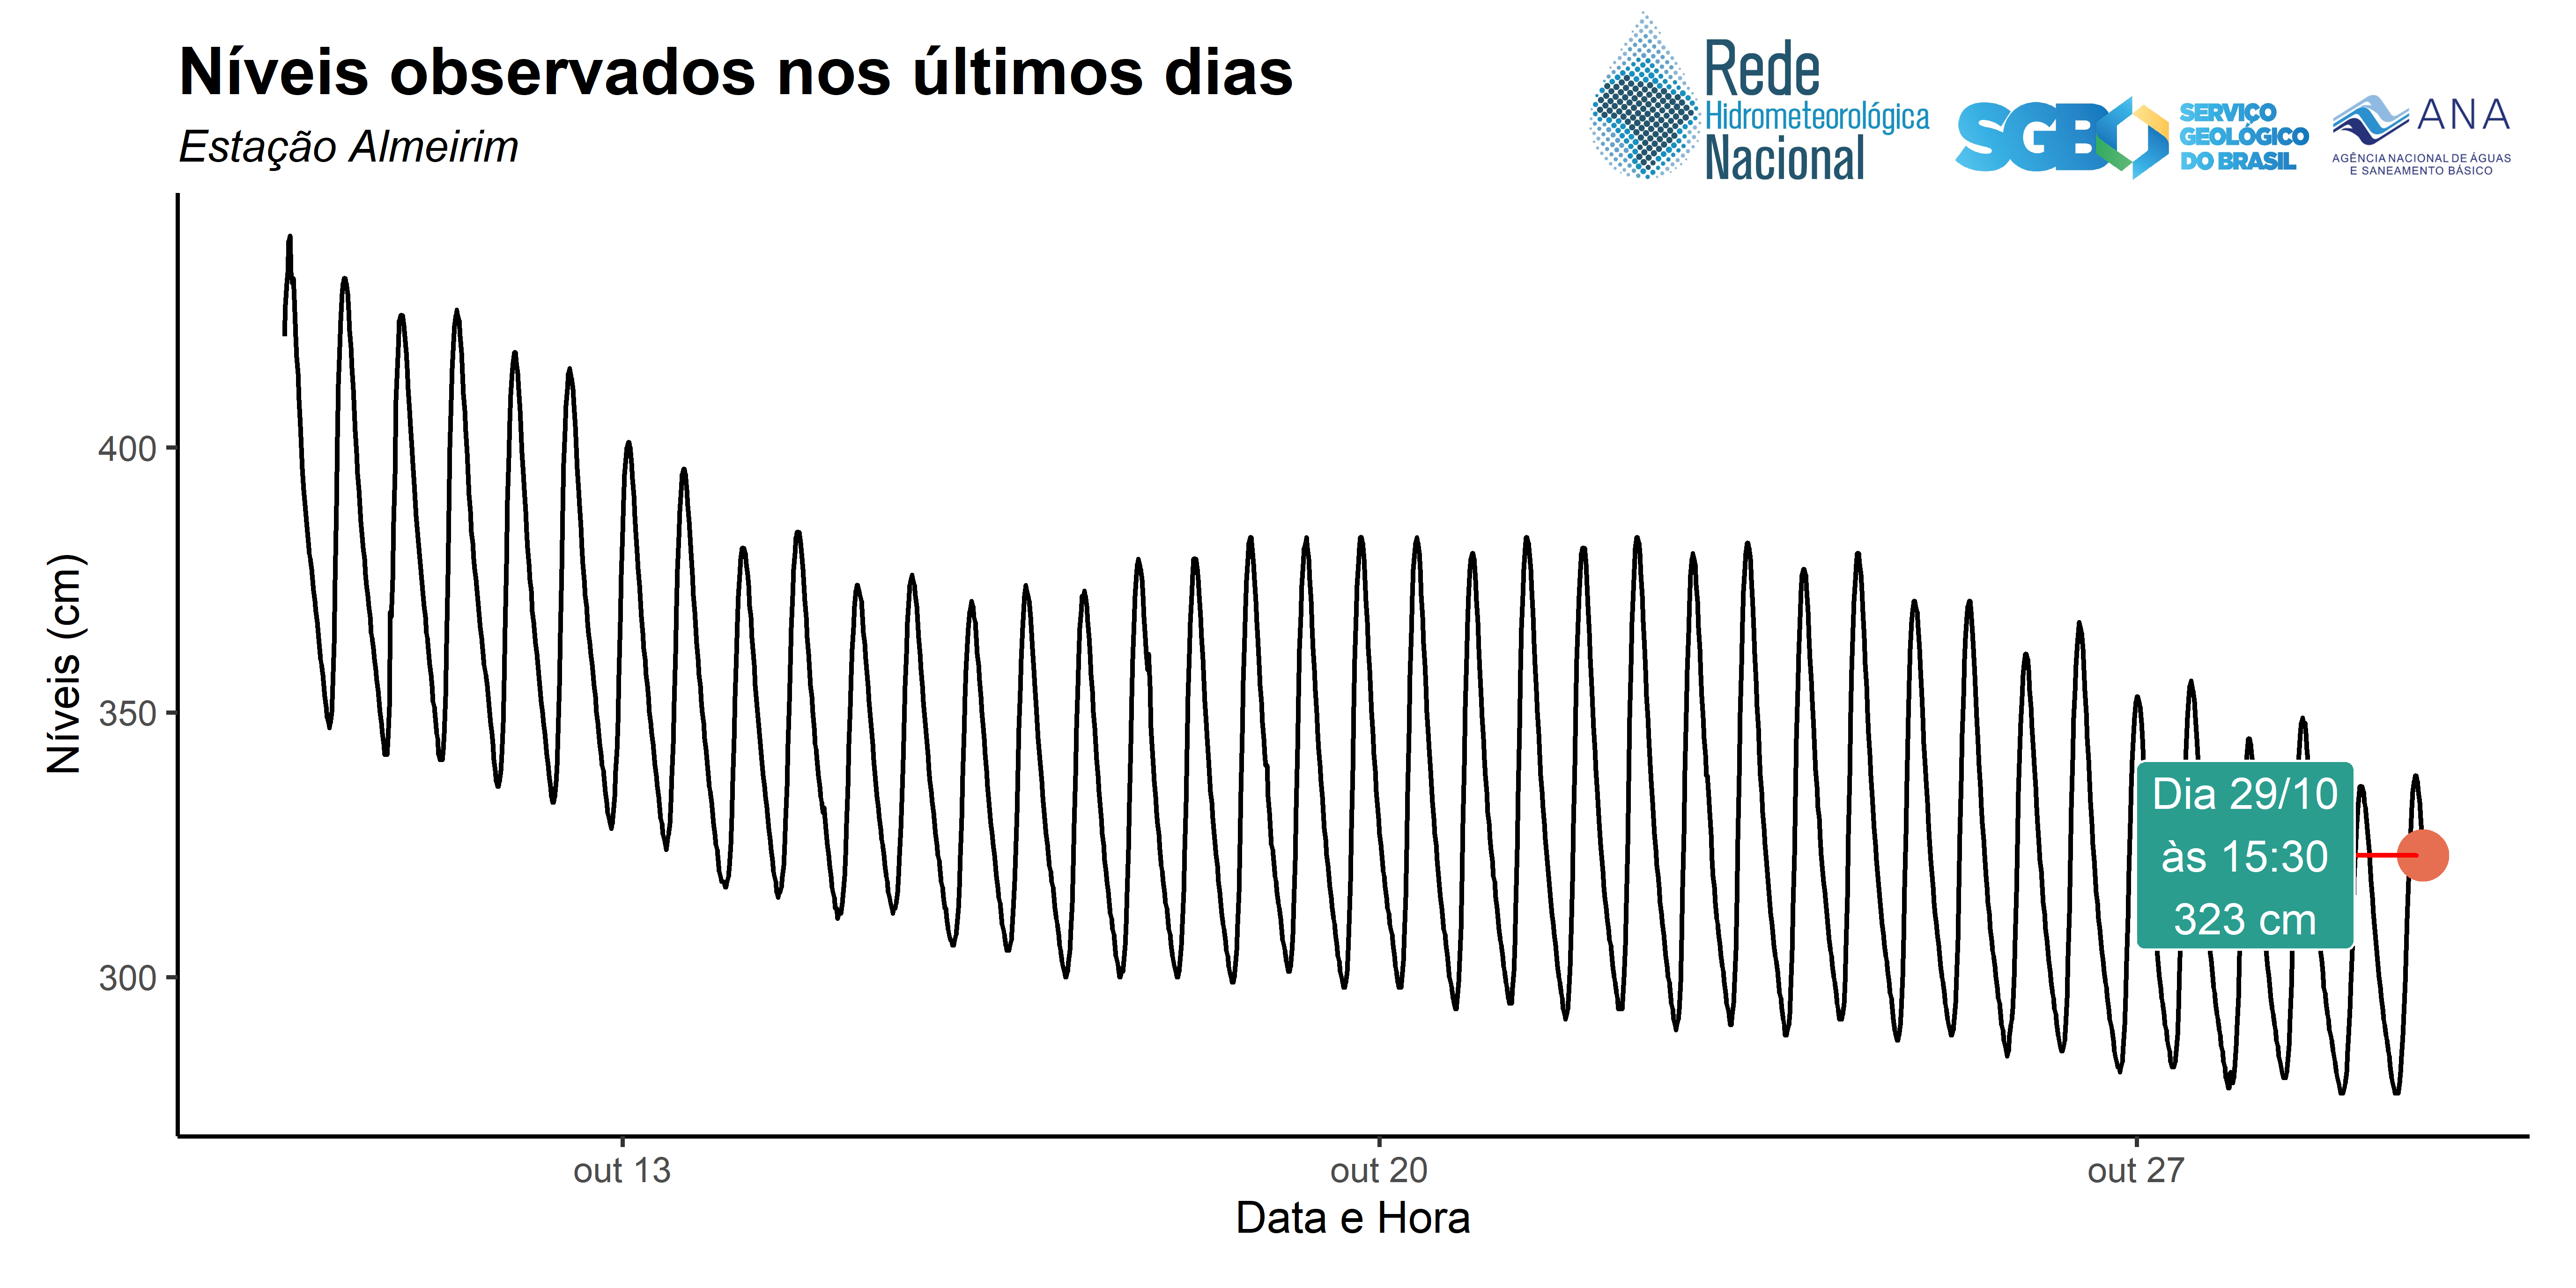 Níveis observados nos últimos dias
Estação Almeirim
Rede
Hidrometeorológica
Nacional
SGB
SERVIÇO
GEOLÓGICO
DO BRASIL
ANA
AGÊNCIA NACIONAL DE ÁGUAS
E SANEAMENTO BÁSICO
Níveis (cm)
400
350
300
Dia 29/10
às 15:30
323 cm
out 13
out 20
out 27
Data e Hora